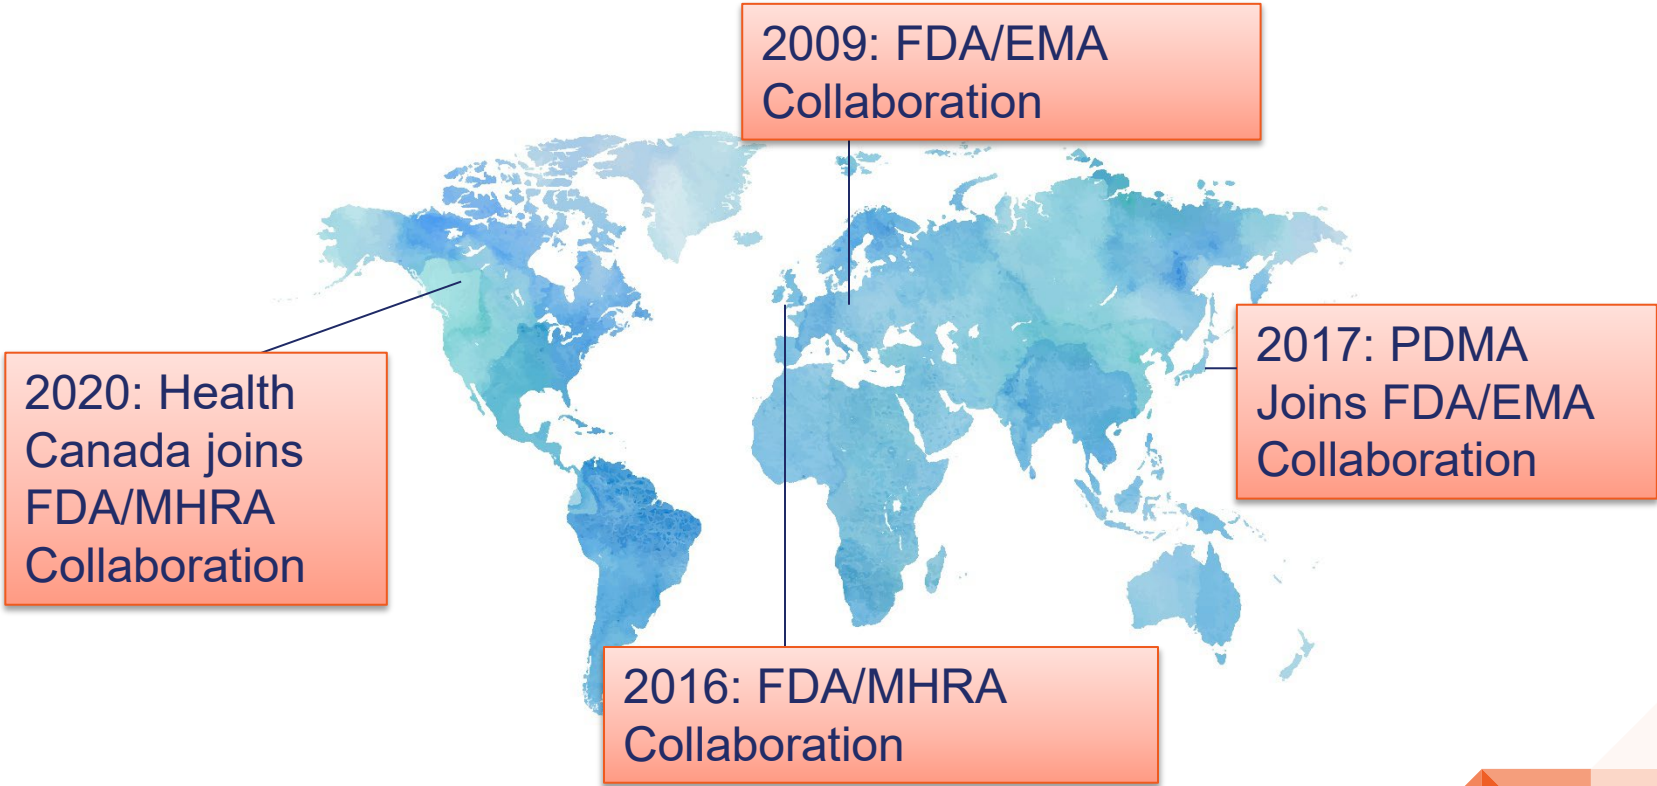 2009: FDA/EMA
Collaboration
2020: Health
Canada joins
FDA/MHRA
Collaboration
2017: PDMA
Joins FDA/EMA
Collaboration
2016: FDA/MHRA
Collaboration